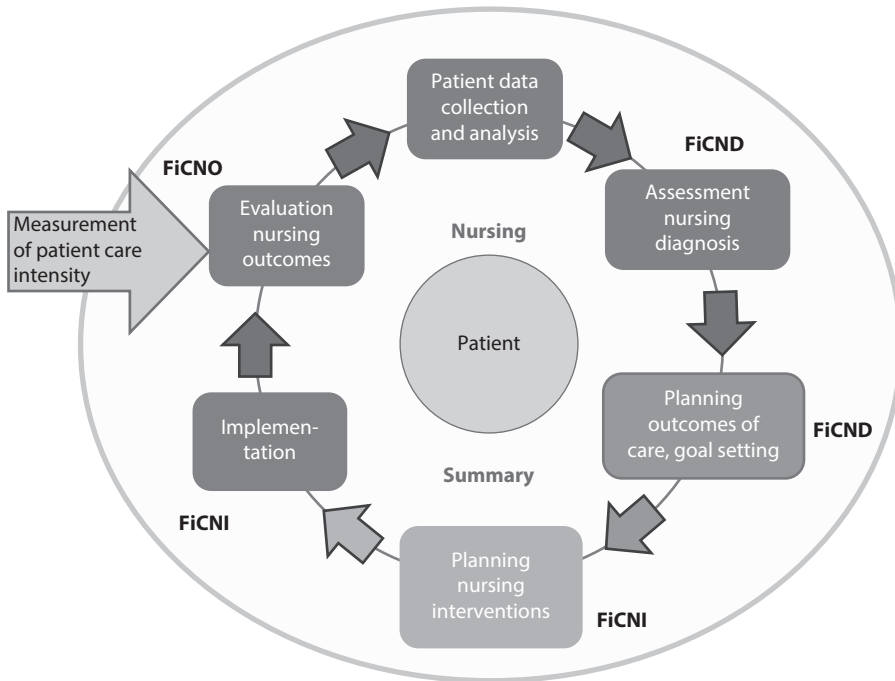 Patient data
collection
and analysis
FiCND
Assessment
nursing
diagnosis
FiCNO
Evaluation
nursing
outcomes
Measurement
of patient care
intensity
Nursing
Patient
Planning
outcomes of
care, goal setting
FiCND
Implemen-
tation
FiCNI
Summary
Planning
nursing
interventions
FiCNI